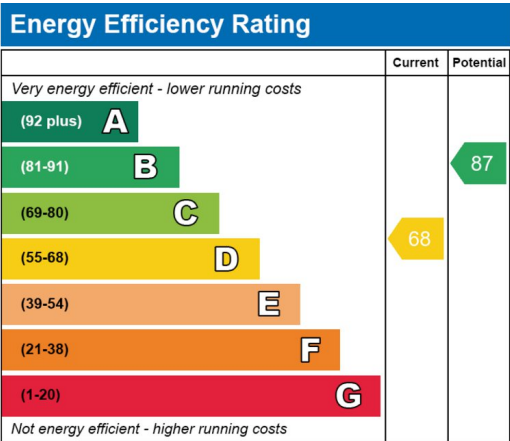 Energy Efficiency Rating
Current Potential
Very energy efficient - lower running costs
(92 plus) A
(81-91) B
87
(69-80) C
68
(55-68) D
(39-54) E
(21-38) F
(1-20) G
Not energy efficient - higher running costs